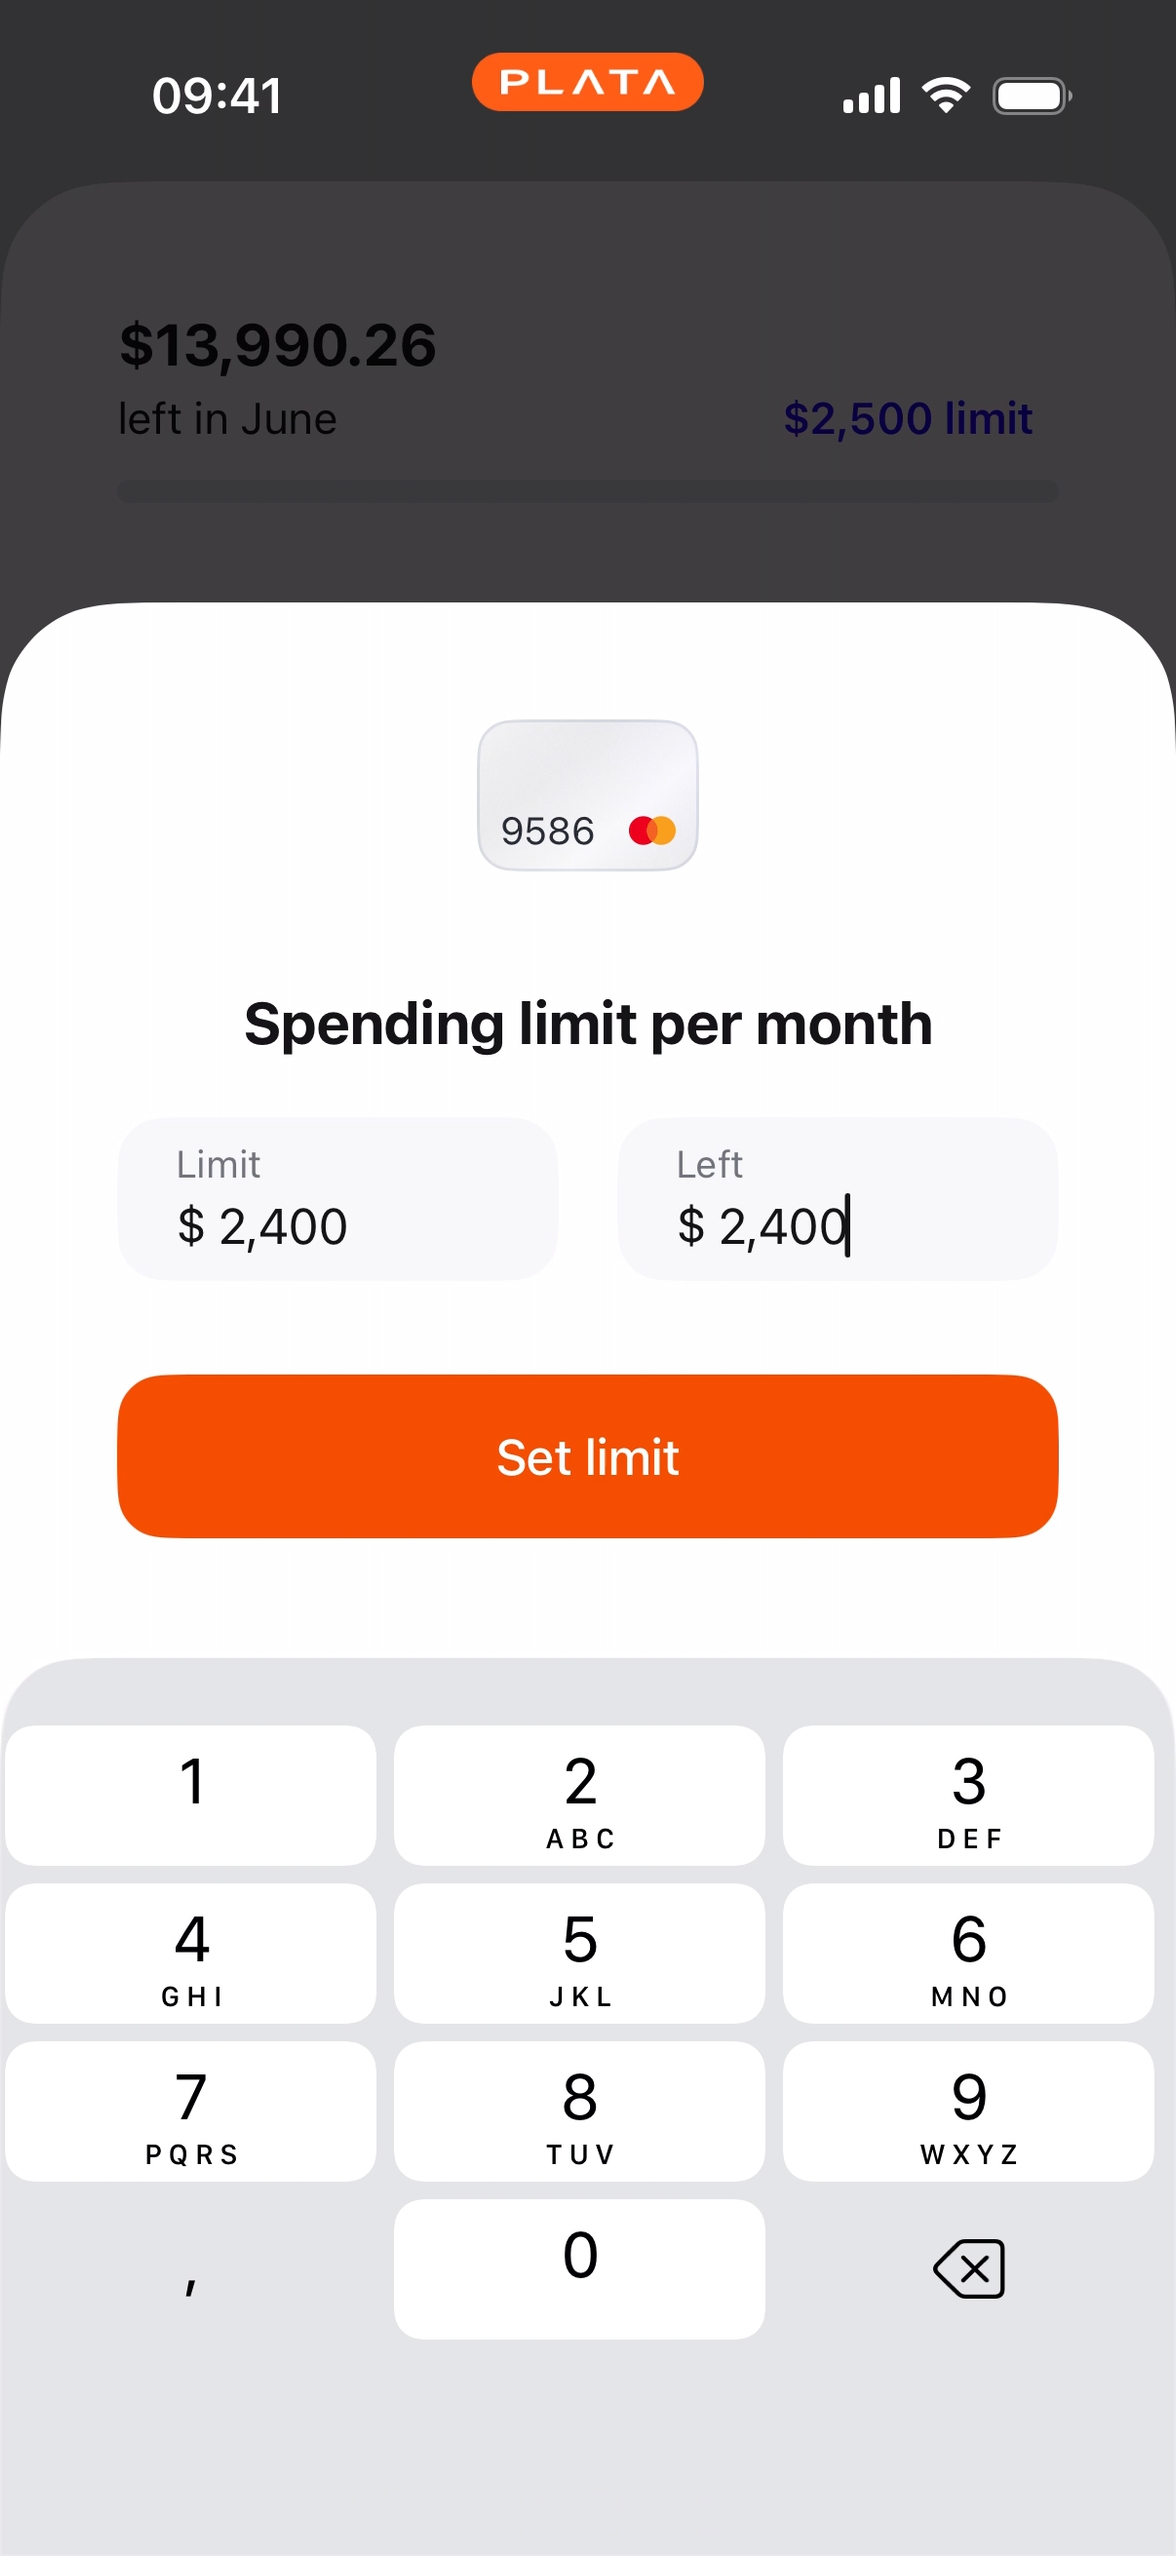 09:41
PLATA
$13,990.26
left in June
$2,500 limit
9586
Spending limit per month
Limit
$ 2,400
Left
$ 2,400
Set limit
1
2
ABC
3
DEF
4
GHI
5
JKL
6
MNO
7
PQRS
8
TUV
9
WXYZ
,
0